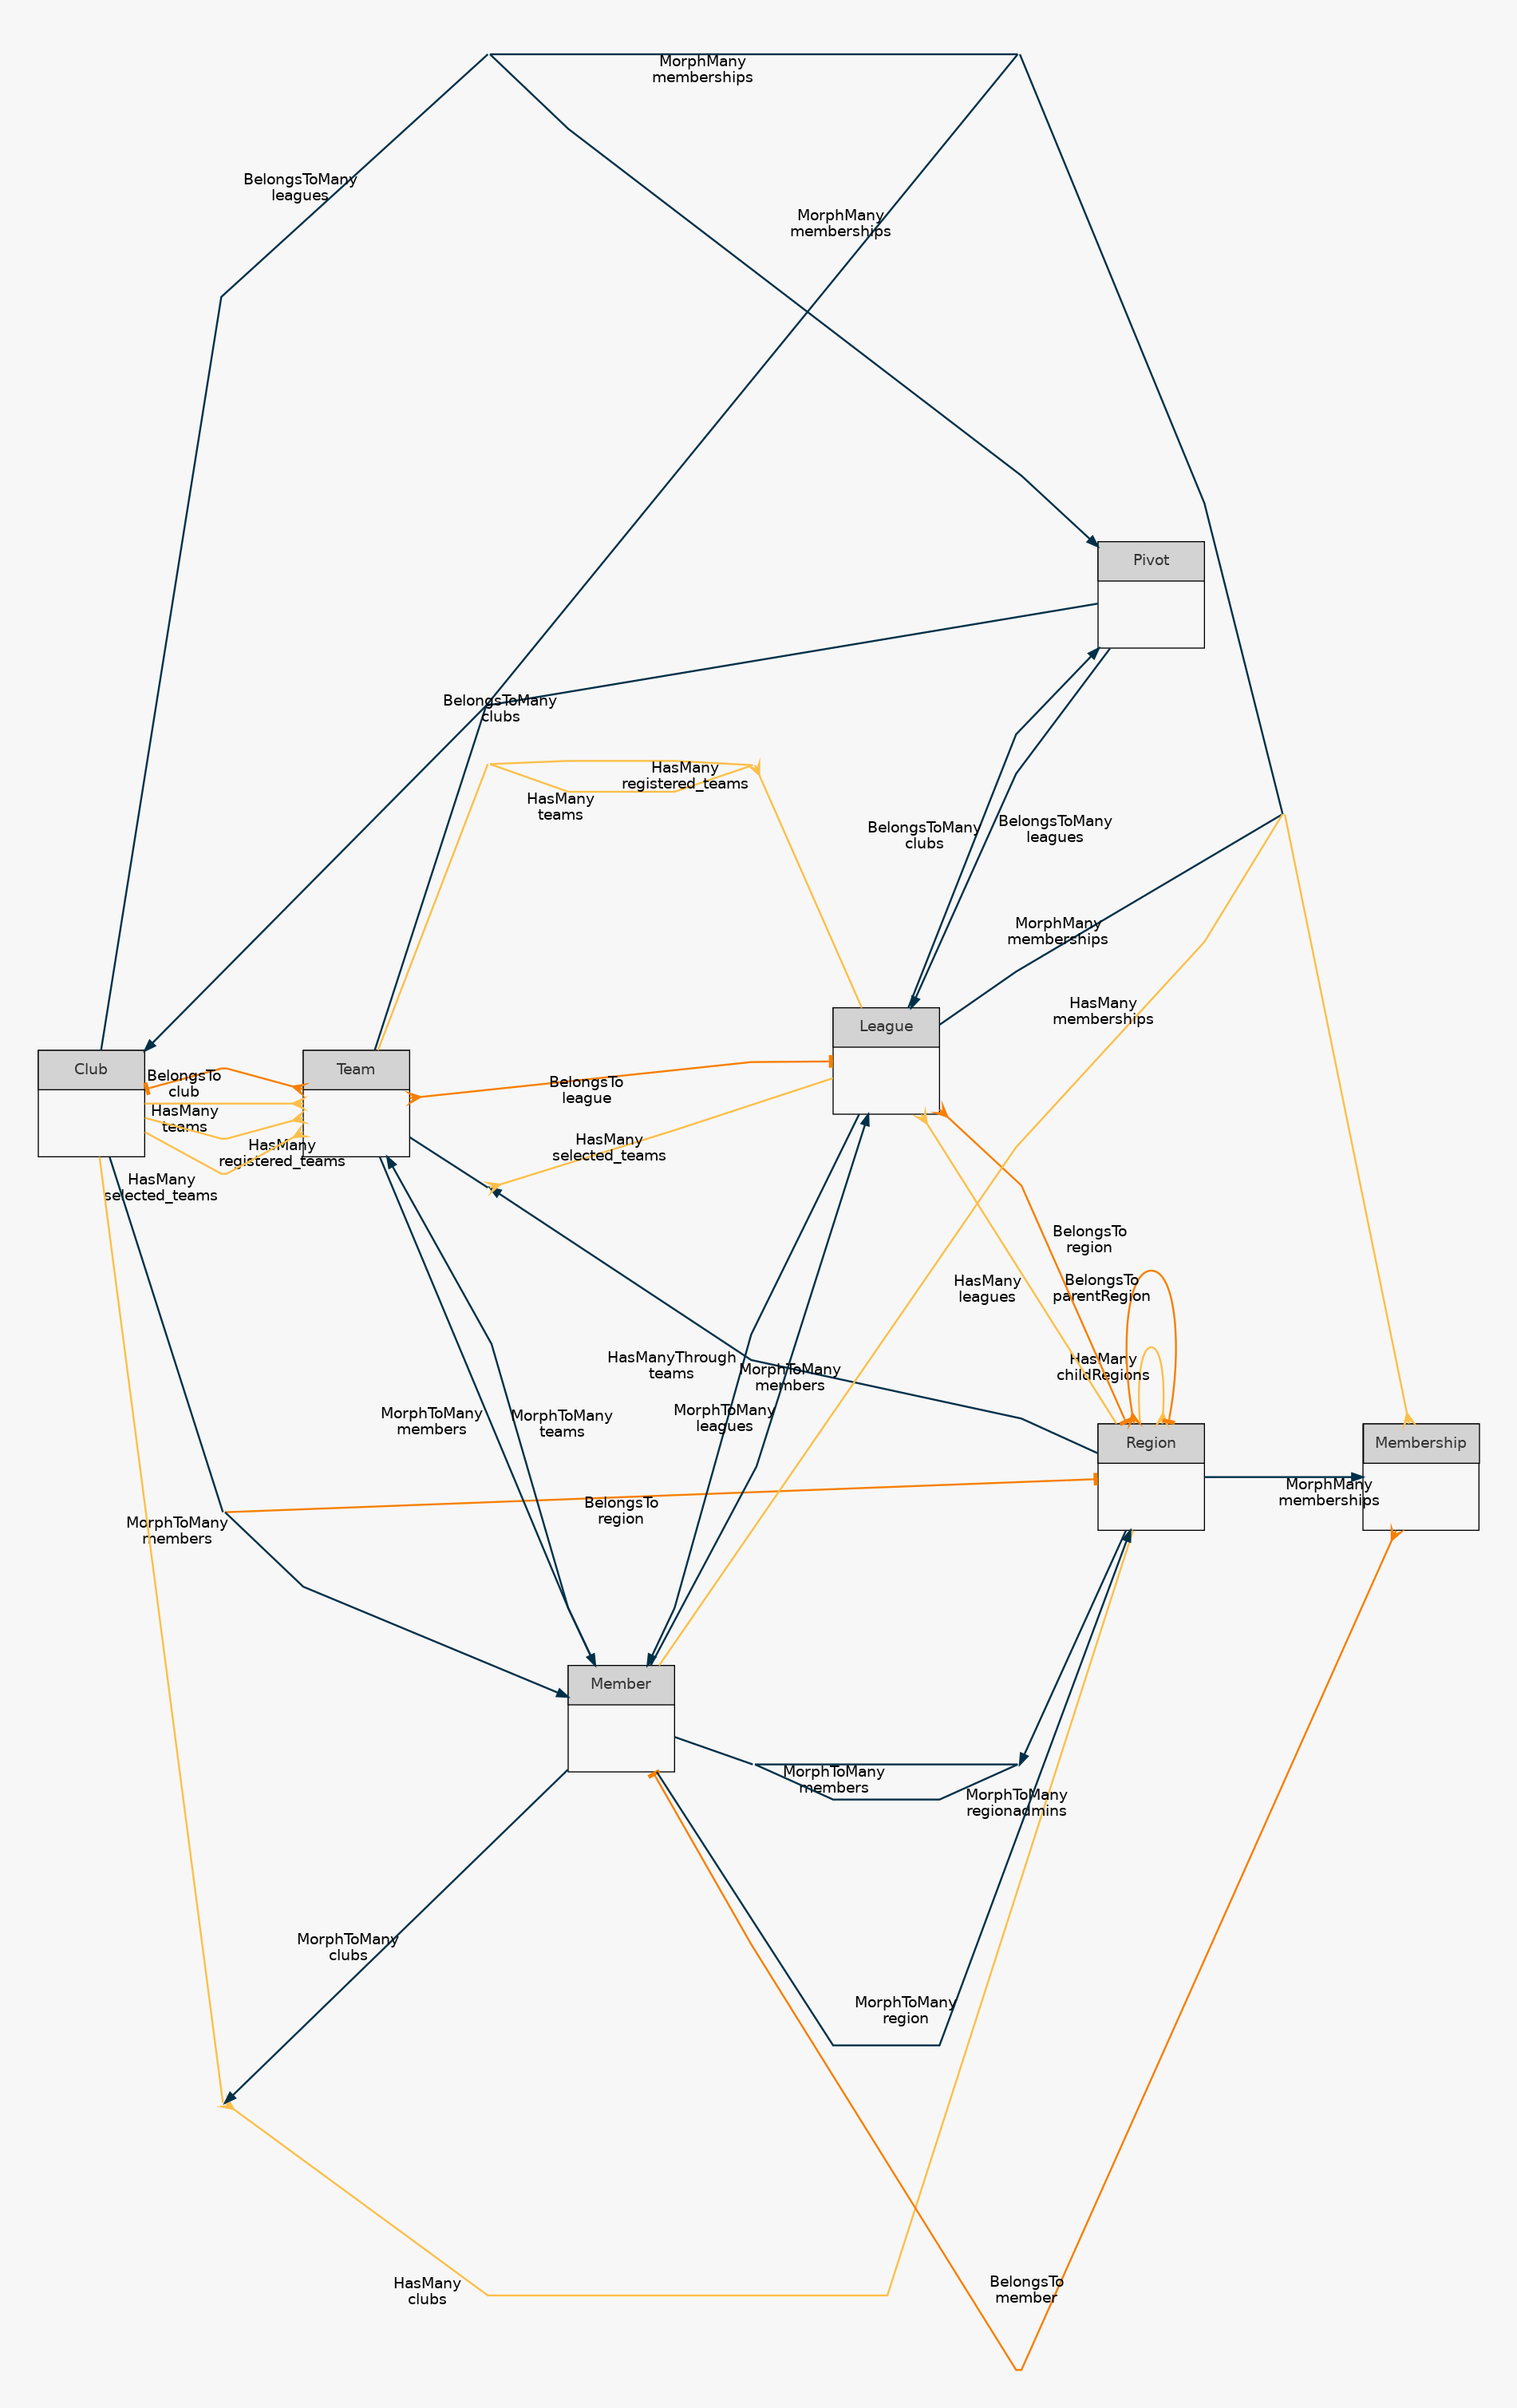 MorphMany
memberships
BelongsToMany
leagues
MorphMany
memberships
Pivot
BelongsToMany
clubs
HasMany
registered_teams
HasMany
teams
BelongsToMany
clubs
BelongsToMany
leagues
MorphMany
memberships
HasMany
memberships
League
Club
Team
BelongsTo
club
BelongsTo
league
HasMany
teams
HasMany
registered_teams
HasMany
selected_teams
HasMany
selected_teams
BelongsTo
region
HasMany
leagues
BelongsTo
parentRegion
HasManyThrough
teams
MorphToMany
members
HasMany
childRegions
MorphToMany
members
MorphToMany
teams
MorphToMany
leagues
Region
Membership
MorphMany
memberships
BelongsTo
region
MorphToMany
members
Member
MorphToMany
members
MorphToMany
regionadmins
MorphToMany
clubs
MorphToMany
region
HasMany
clubs
BelongsTo
member